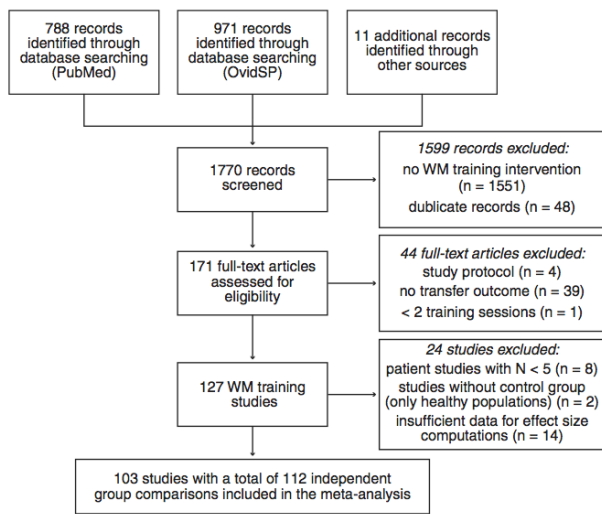 788 records
identified through
database searching
(PubMed)
971 records
identified through
database searching
(OvidSP)
11 additional records
identified through
other sources
1770 records
screened
1599 records excluded:
no WM training intervention
(n = 1551)
dublicate records (n = 48)
171 full-text articles
assessed for
eligibility
44 full-text articles excluded:
study protocol (n = 4)
no transfer outcome (n = 39)
< 2 training sessions (n = 1)
127 WM training
studies
24 studies excluded:
patient studies with N < 5 (n = 8)
studies without control group
(only healthy populations) (n = 2)
insufficient data for effect size
computations (n = 14)
103 studies with a total of 112 independent
group comparisons included in the meta-analysis